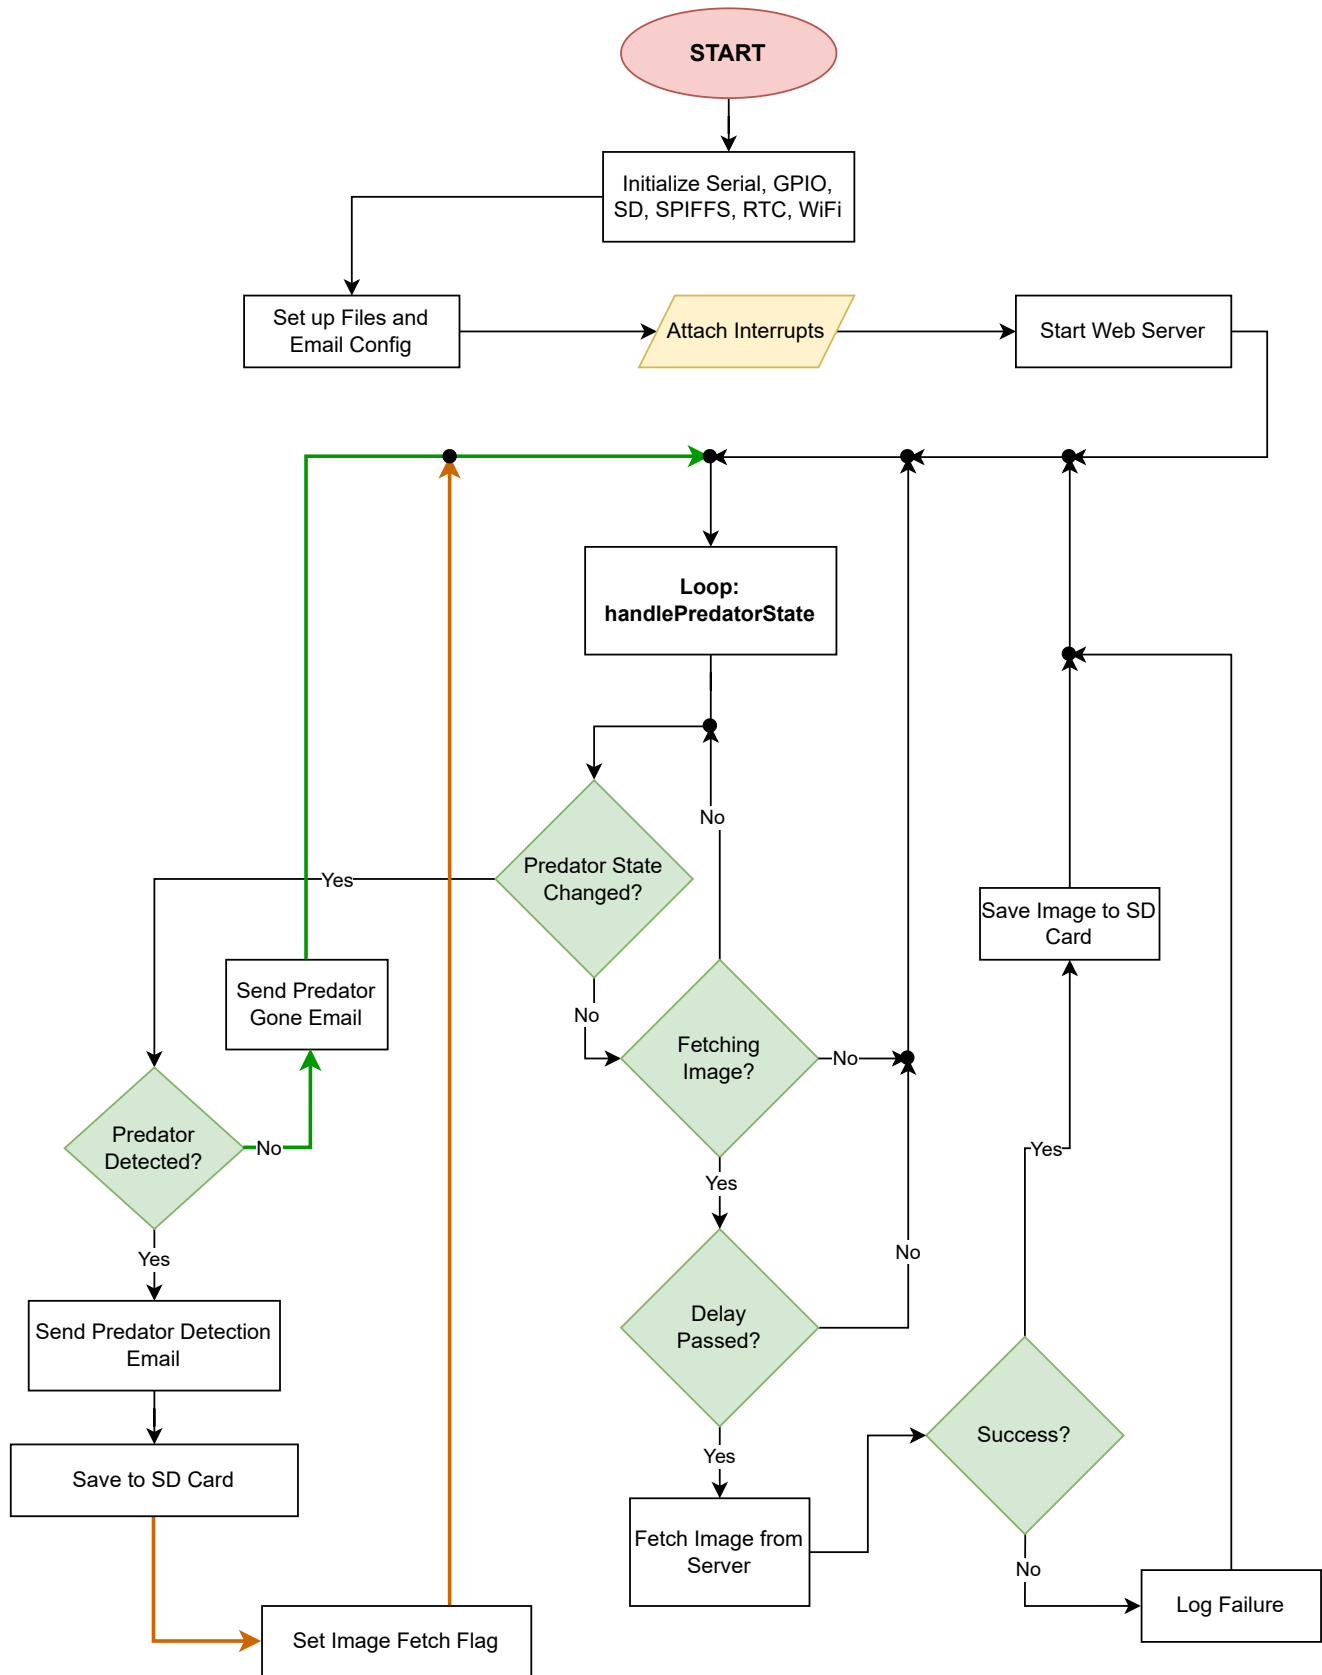 START
Initialize Serial, GPIO,
SD, SPIFFS, RTC, WiFi
Set up Files and
Email Config
Attach Interrupts
Start Web Server
Loop:
handlePredatorState
No
Predator State
Changed?
Yes
Save Image to SD
Card
Send Predator
Gone Email
No
Fetching
Image?
No
Predator
Detected?
No
Yes
Yes
No
Yes
Send Predator Detection
Email
Delay
Passed?
Success?
Yes
Save to SD Card
Fetch Image from
Server
No
Log Failure
Set Image Fetch Flag